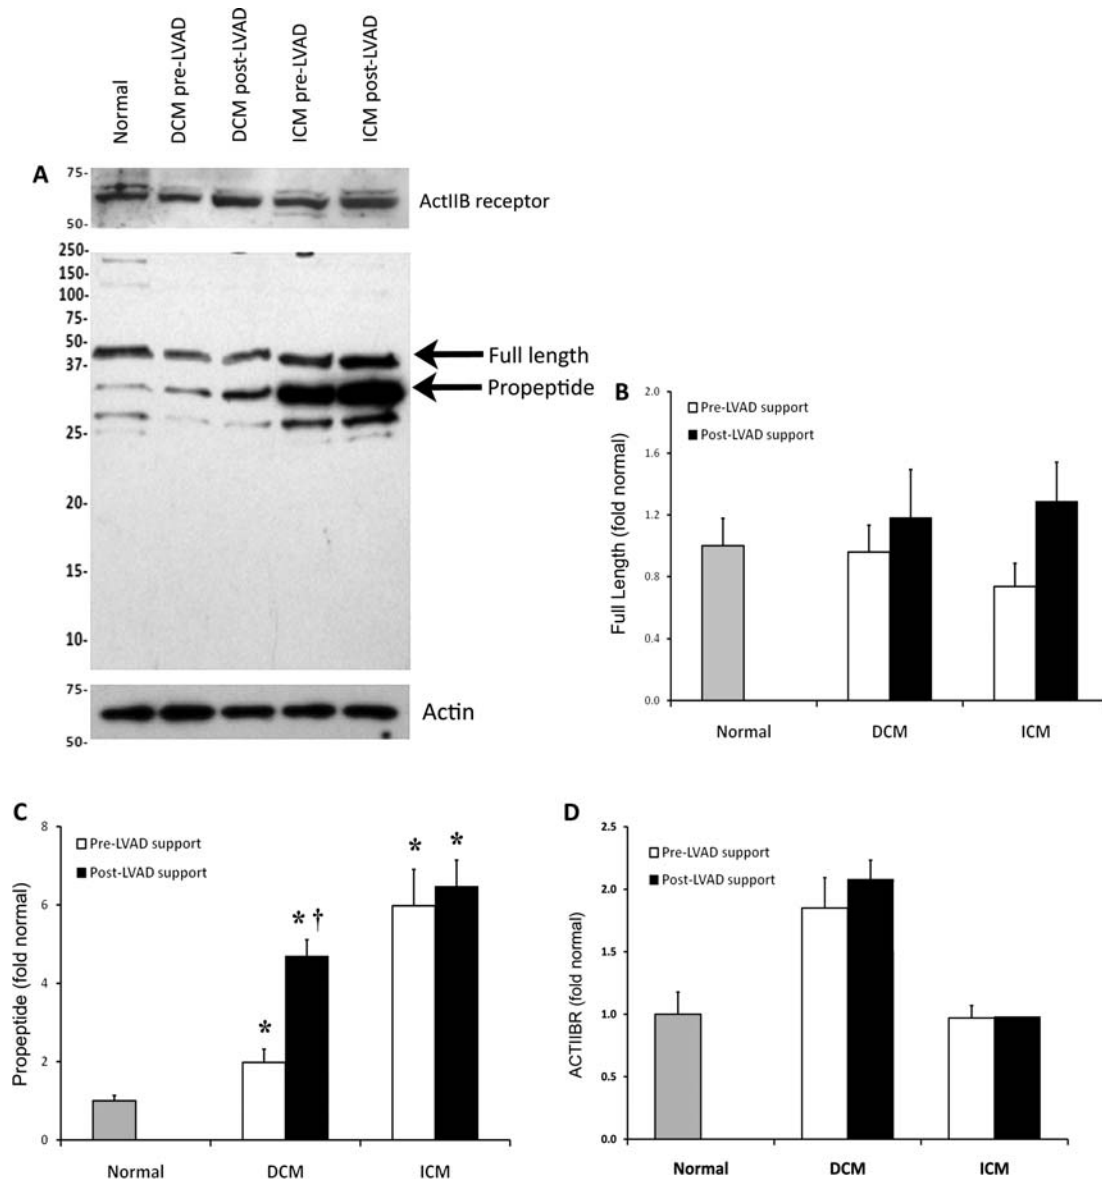 Normal
DCM pre-LVAD
DCM post-LVAD
ICM pre-LVAD
ICM post-LVAD
A
75-
50-
ActIIB receptor
250-
150-
100-
75-
50-
37-
25-
20-
15-
10-
Full length
Propeptide
75-
50-
Actin
B
Pre-LVAD support
Post-LVAD support
Full Length (fold normal)
2.0
1.6
1.2
0.8
0.4
0.0
Normal DCM ICM
C
Pre-LVAD support
Post-LVAD support
Propeptide (fold normal)
8
6
4
2
0
*
* †
*
*
Normal DCM ICM
D
Pre-LVAD support
Post-LVAD support
ACTIIBR (fold normal)
2.5
2.0
1.5
1.0
0.5
0.0
Normal DCM ICM